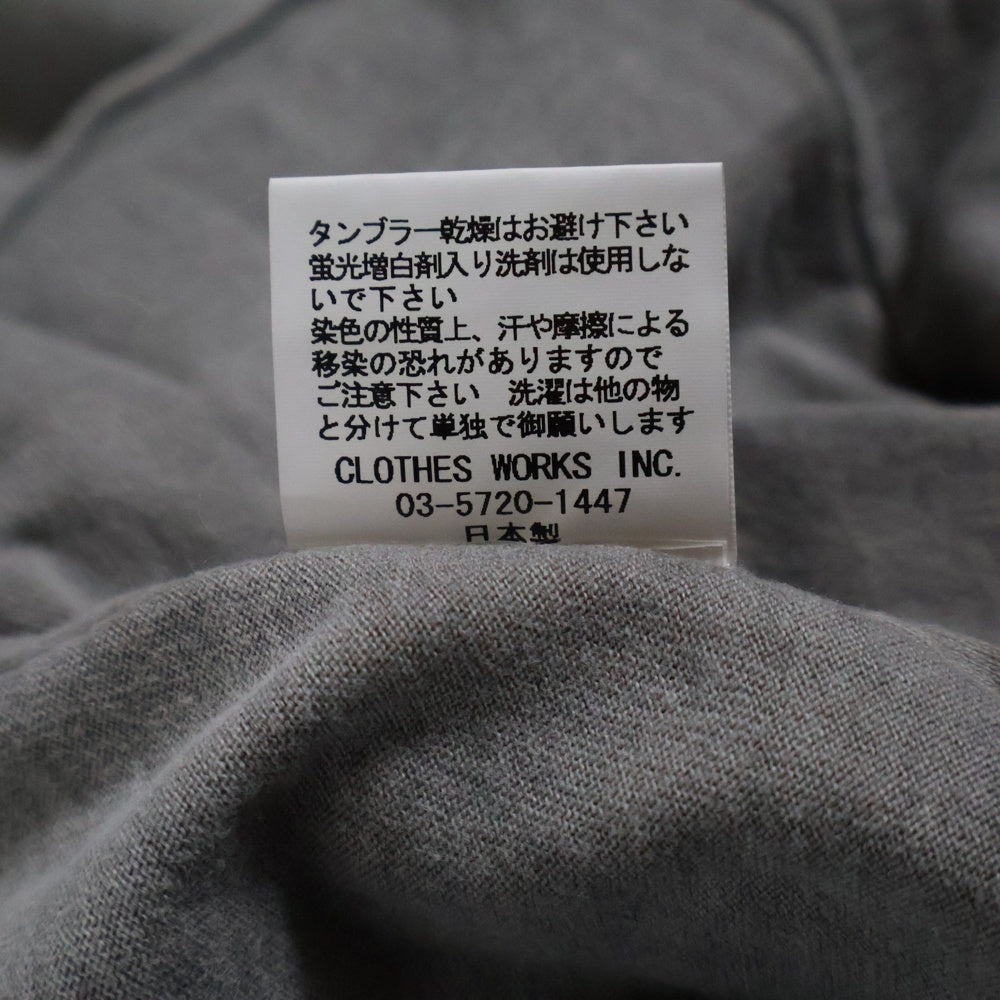 タンブラー乾燥はお避け下さい
蛍光増白剤入り洗剤は使用しな
いで下さい
染色の性質上、汗や摩擦による
移染の恐れがありますので
ご注意下さい　洗濯は他の物
と分けて単独で御願いします
CLOTHES WORKS INC.
03-5720-1447
日本製